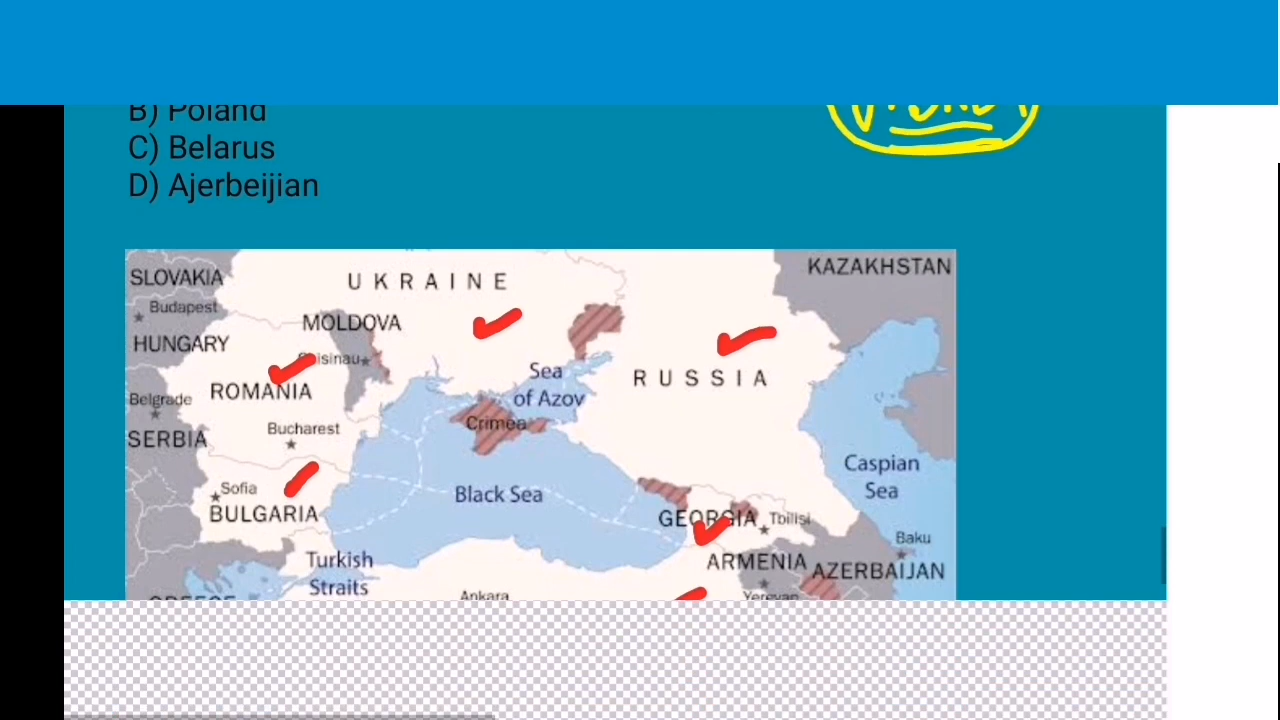 B) Poland
C) Belarus
D) Ajerbeijian
SLOVAKIA
UKRAINE
KAZAKHSTAN
Budapest
MOLDOVA
HUNGARY
Sea
of Azov
RUSSIA
ROMANIA
Belgrade
Crimea
Bucharest
SERBIA
Caspian
Sea
Sofia
Black Sea
BULGARIA
GEORGIA
Tbilisi
Baku
Turkish
Straits
ARMENIA
AZERBAIJAN
GREECE
Ankara
Yerevan